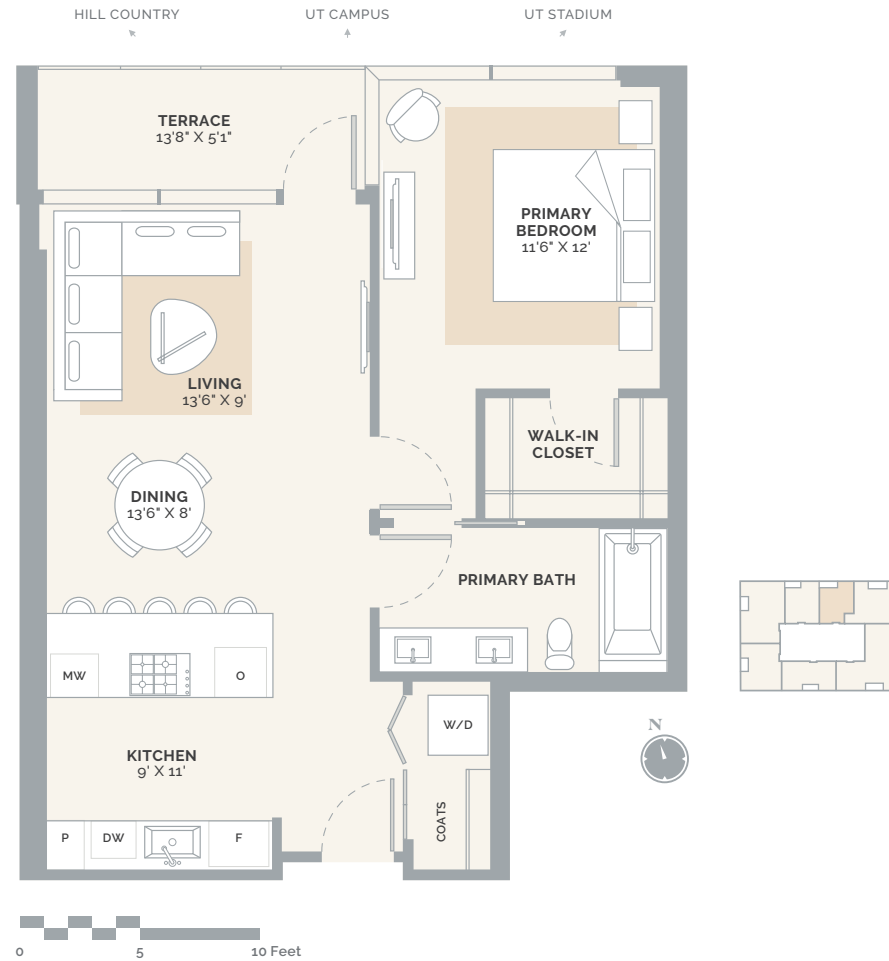 HILL COUNTRY
UT CAMPUS
UT STADIUM
TERRACE
13'8" X 5'1"
PRIMARY
BEDROOM
11'6" X 12'
LIVING
13'6" X 9'
WALK-IN
CLOSET
DINING
13'6" X 8'
PRIMARY BATH
MW
O
W/D
N
KITCHEN
9' X 11'
COATS
P
DW
F
0
5
10 Feet